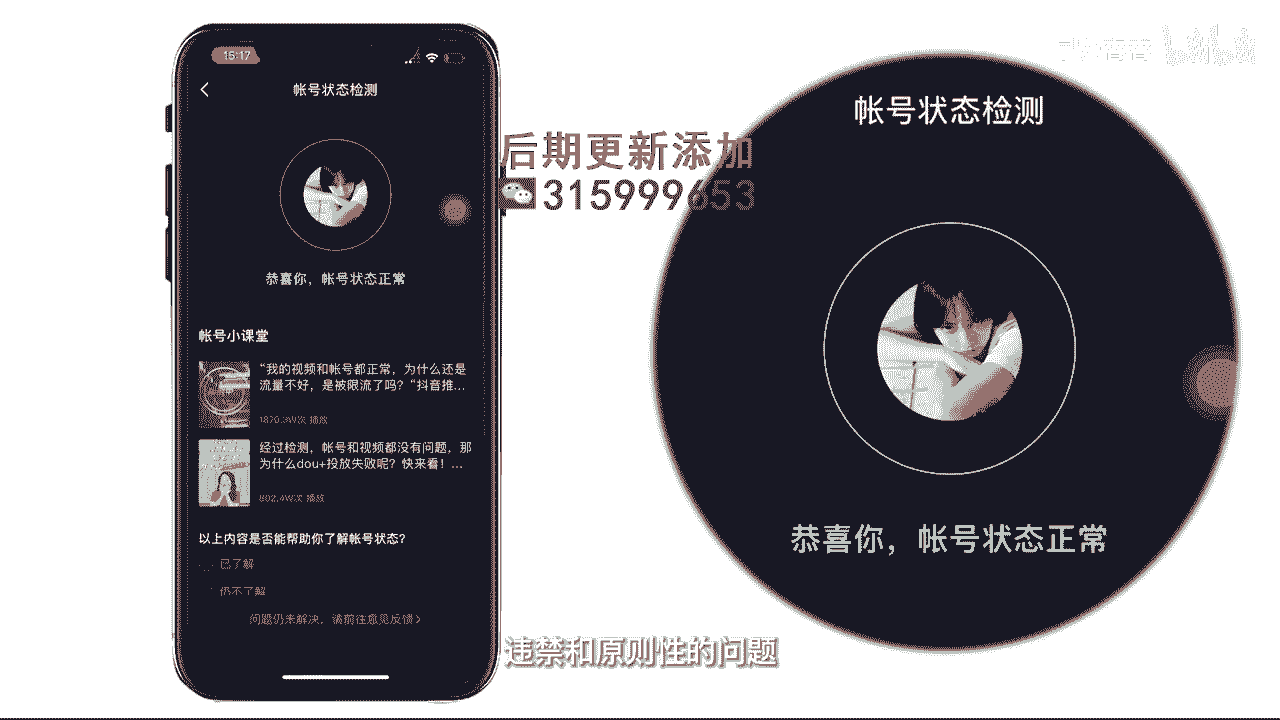 15:17
帐号状态检测
恭喜你，帐号状态正常
帐号小课堂
“我的视频和帐号都正常，为什么还是
流量不好，是被限流了吗？“抖音推...
次 播放
经过检测，帐号和视频都没有问题，那
为什么dou+投放失败呢？快来看！...
802.4W次 播放
以上内容是否能帮助你了解帐号状态？
已了解
仍不了解
问题仍未解决，请前往意见反馈
后期更新添加
315999653
帐号状态检测
恭喜你，帐号状态正常
违禁和原则性的问题
bilibili